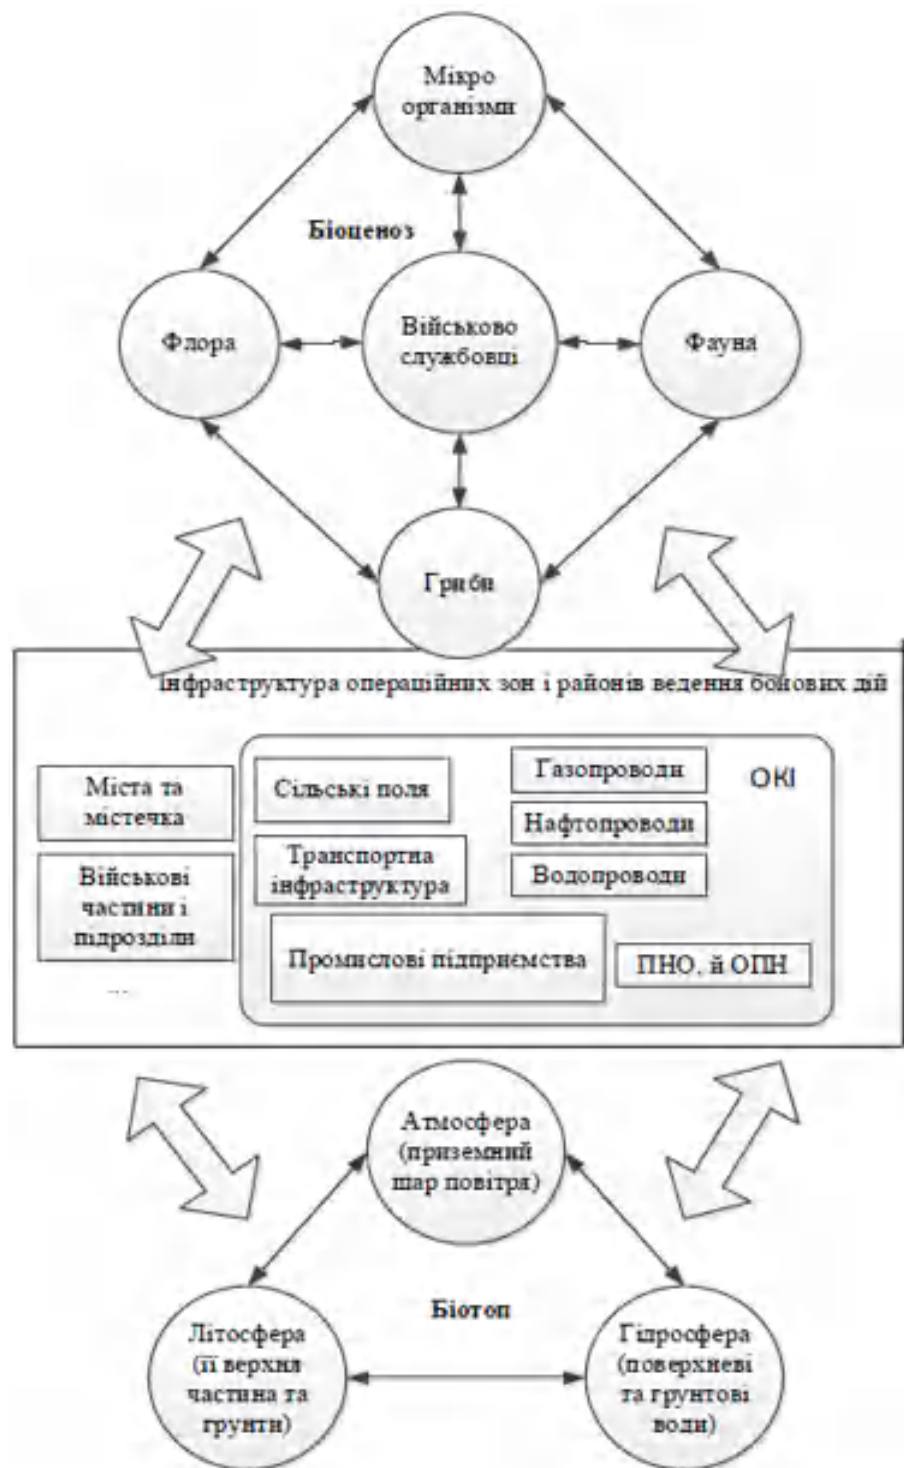 Мікро
організми
Біоценоз
Флора
Військово
службовці
Фауна
Гриби
Інфраструктура операційних зон і районів ведення бойових дій
Міста та
містечка
Військові
частини і
підрозділи
...
Сільські поля
Транспортна
інфраструктура
Промислові підприємства
Газопроводи
Нафтопроводи
Водопроводи
ОКІ
ПНО, й ОПН
Атмосфера
(приземний
шар повітря)
Біотоп
Літосфера
(її верхня
частина та
грунти)
Гідросфера
(поверхневі
та грунтові
води)